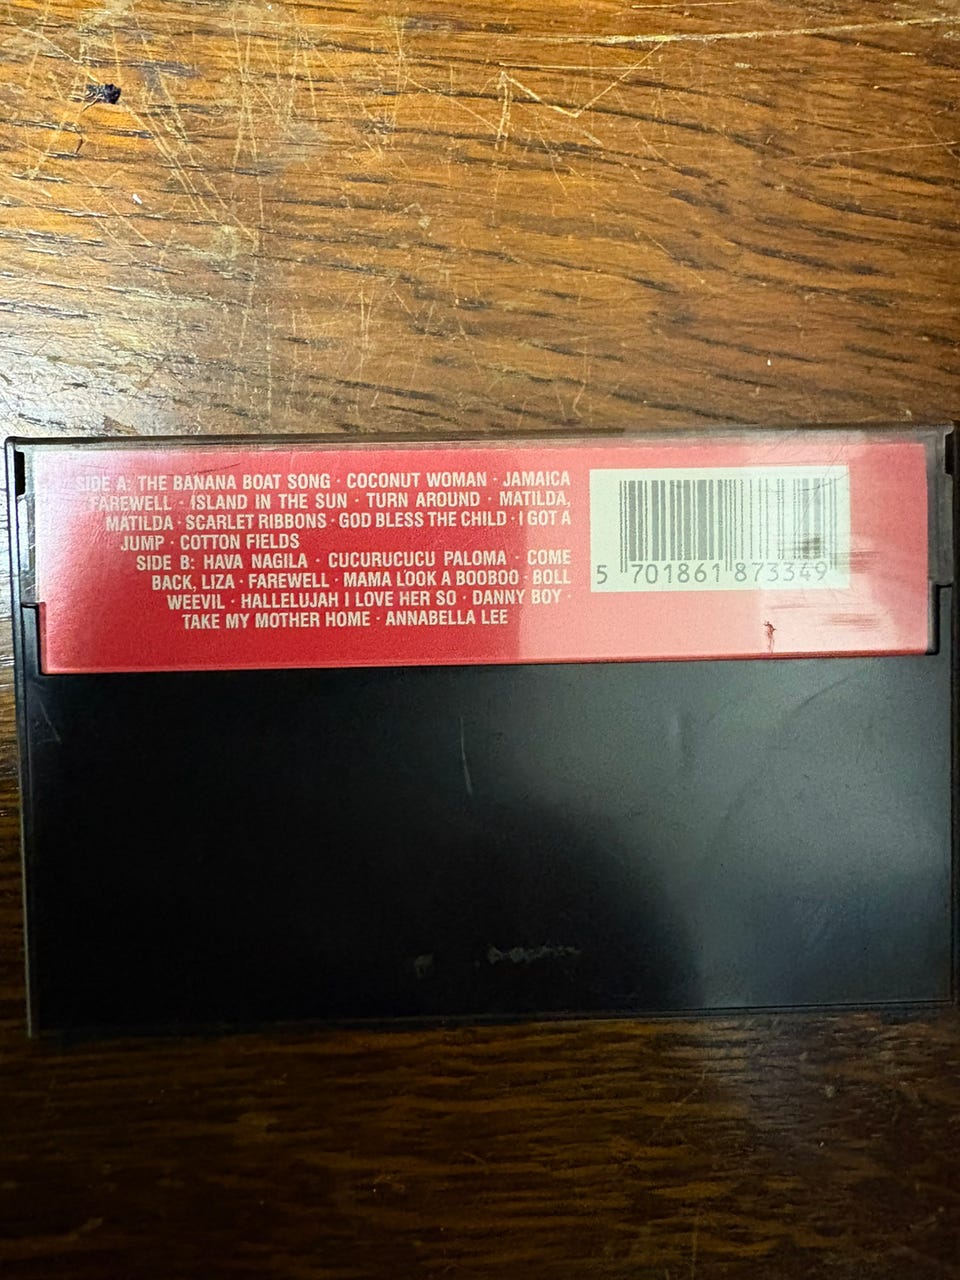 SIDE A: THE BANANA BOAT SONG · COCONUT WOMAN · JAMAICA
FAREWELL · ISLAND IN THE SUN · TURN AROUND · MATILDA,
MATILDA · SCARLET RIBBONS · GOD BLESS THE CHILD · I GOT A
JUMP · COTTON FIELDS
SIDE B: HAVA NAGILA · CUCURUCUCU PALOMA · COME
BACK, LIZA · FAREWELL · MAMA LOOK A BOOBOO · BOLL
WEEVIL · HALLELUJAH I LOVE HER SO · DANNY BOY ·
TAKE MY MOTHER HOME · ANNABELLA LEE
5 701861 873349